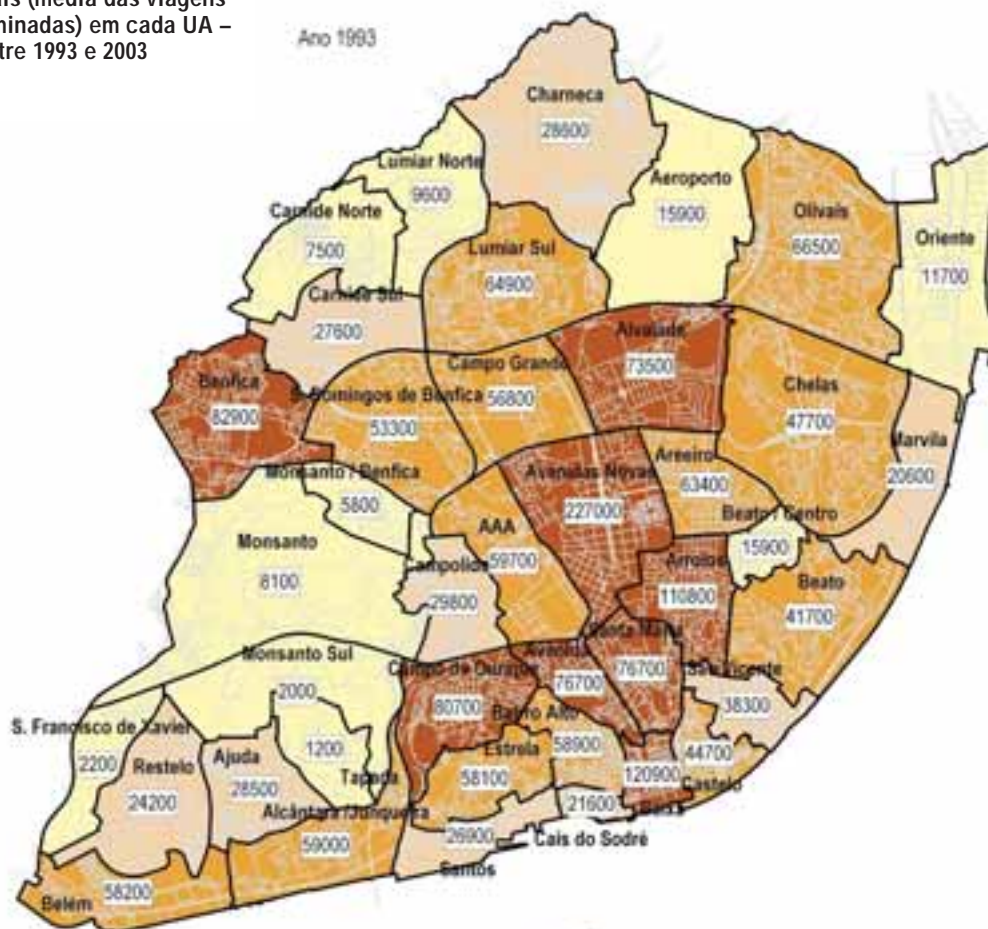 (média das viagens
minadas) em cada UA –
tre 1993 e 2003
Ano 1993
Charneca
28600
Lumiar Norte
9600
Aeroporto
15900
Carnide Norte
7500
Olivais
66500
Oriente
11700
Lumiar Sul
64900
Carnide Sul
27600
Alvalade
73500
Campo Grande
56800
Benfica
82900
S. Domingos de Benfica
53300
Chelas
47700
Marvila
20600
Monsanto / Benfica
5800
Avenidas Novas
227000
Areeiro
63400
AAA
59700
Beato / Centro
15900
Monsanto
8100
Campolide
29800
Arroios
110800
Beato
41700
Monsanto Sul
2000
Campo de Ourique
80700
Avenida
76700
Santa Maria
76700
São Vicente
38300
S. Francisco de Xavier
2200
Restelo
24200
Ajuda
28500
1200
Tapada
Bairro Alto
58900
Estrela
58100
44700
Castelo
120900
Baixa
Alcântara /Junqueira
59000
26900
Santos
21600
Cais do Sodré
58200
Belém